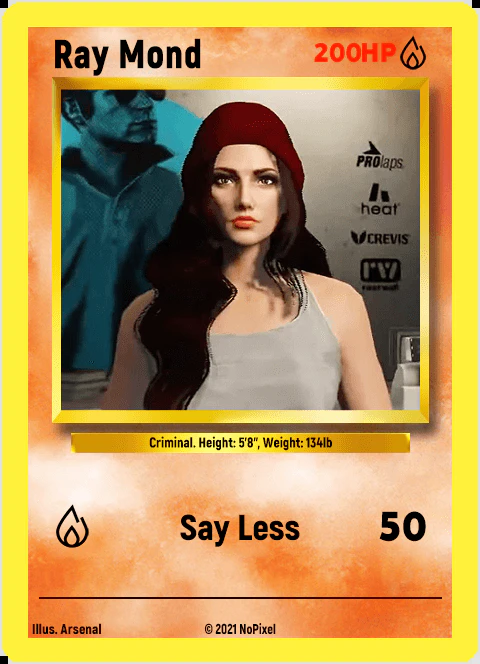 Ray Mond
200HP
PROlaps
heat
CREVIS
Criminal. Height: 5'8", Weight: 134lb
Say Less
50
Illus. Arsenal
© 2021 NoPixel